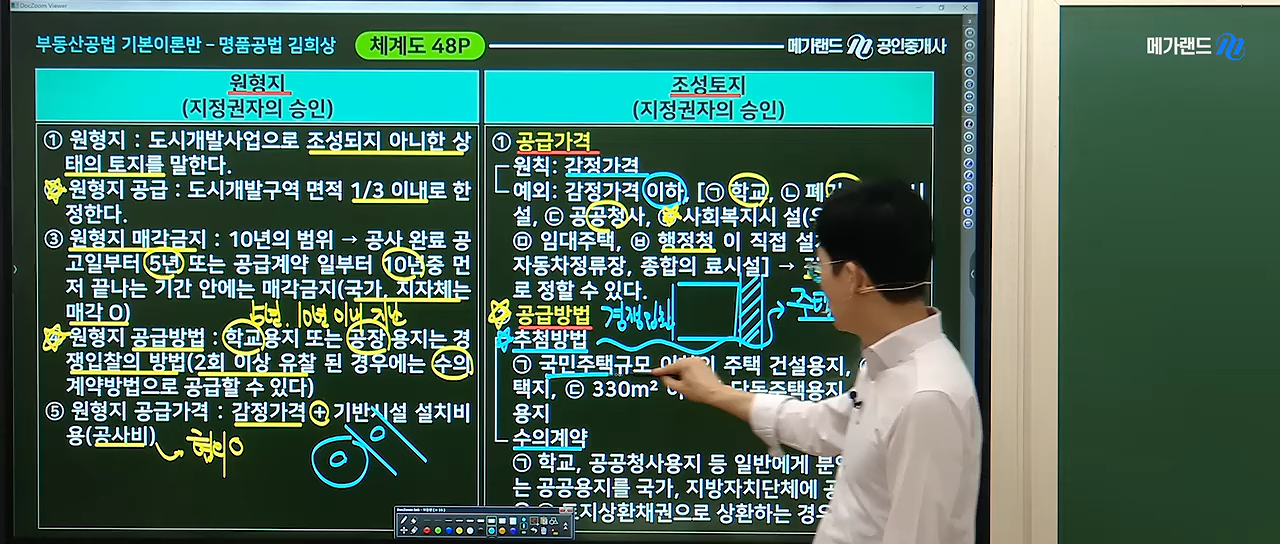 DocZoom Viewer
부동산공법 기본이론반 – 명품공법 김희상
체계도 48P
메가랜드 공인중개사
메가랜드
원형지
(지정권자의 승인)
① 원형지 : 도시개발사업으로 조성되지 아니한 상
태의 토지를 말한다.
원형지 공급 : 도시개발구역 면적 1/3 이내로 한
정한다.
③ 원형지 매각금지 : 10년의 범위 → 공사 완료 공
고일부터 5년 또는 공급계약 일부터 10년중 먼
저 끝나는 기간 안에는 매각금지(국가, 지자체는
매각 O)
5년, 10년 이내 지난
원형지 공급방법 : 학교용지 또는 공장용지는 경
쟁입찰의 방법(2회 이상 유찰 된 경우에는 수의
계약방법으로 공급할 수 있다)
⑤ 원형지 공급가격 : 감정가격 + 기반시설 설치비
용(공사비)
협의 O
조성토지
(지정권자의 승인)
① 공급가격
원칙: 감정가격
예외: 감정가격 이하, [㉠ 학교, ㉡ 폐 시
설, ㉢ 공공청사, 사회복지시 설(
㉤ 임대주택, ㉥ 행정청 이 직접 설
자동차정류장, 종합의 료시설] →
로 정할 수 있다.
공급방법 경쟁입찰
추첨방법
㉠ 국민주택규모 이하의 주택 건설용지,
택지, ㉢ 330m² 단독주택용지
용지
수의계약
㉠ 학교, 공공청사용지 등 일반에게 분
는 공공용지를 국가, 지방자치단체에 공
토지상환채권으로 상환하는 경우